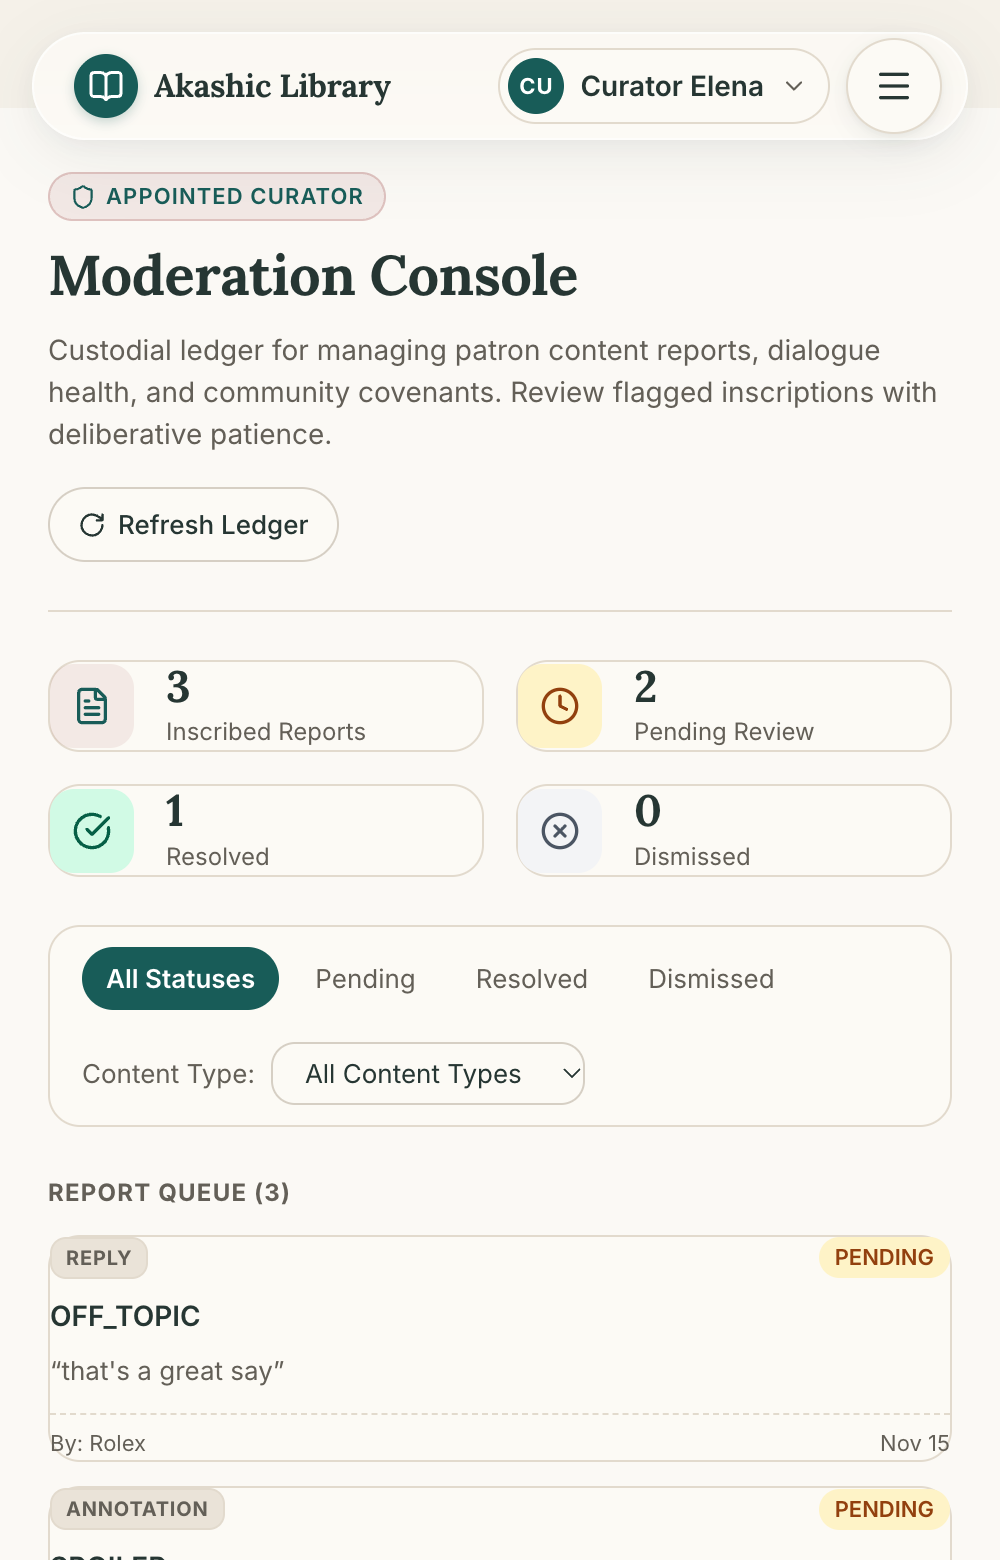 Akashic Library
CU Curator Elena
APPOINTED CURATOR
Moderation Console
Custodial ledger for managing patron content reports, dialogue
health, and community covenants. Review flagged inscriptions with
deliberative patience.
Refresh Ledger
3
Inscribed Reports
2
Pending Review
1
Resolved
0
Dismissed
All Statuses Pending Resolved Dismissed
Content Type: All Content Types
REPORT QUEUE (3)
REPLY PENDING
OFF_TOPIC
“that's a great say”
By: Rolex Nov 15
ANNOTATION PENDING
SPOILER